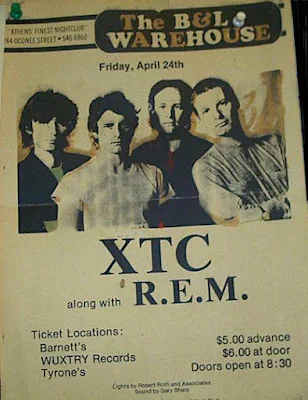 "ATHENS' FINEST NIGHTCLUB"
The B&L
WAREHOUSE
Friday, April 24th
XTC
along with R.E.M.
Ticket Locations:
Barnett's
WUXTRY Records
Tyrone's
$5.00 advance
$6.00 at door
Doors open at 8:30
Lights by Robert Roth and Associates
Sound by Gary Sharp